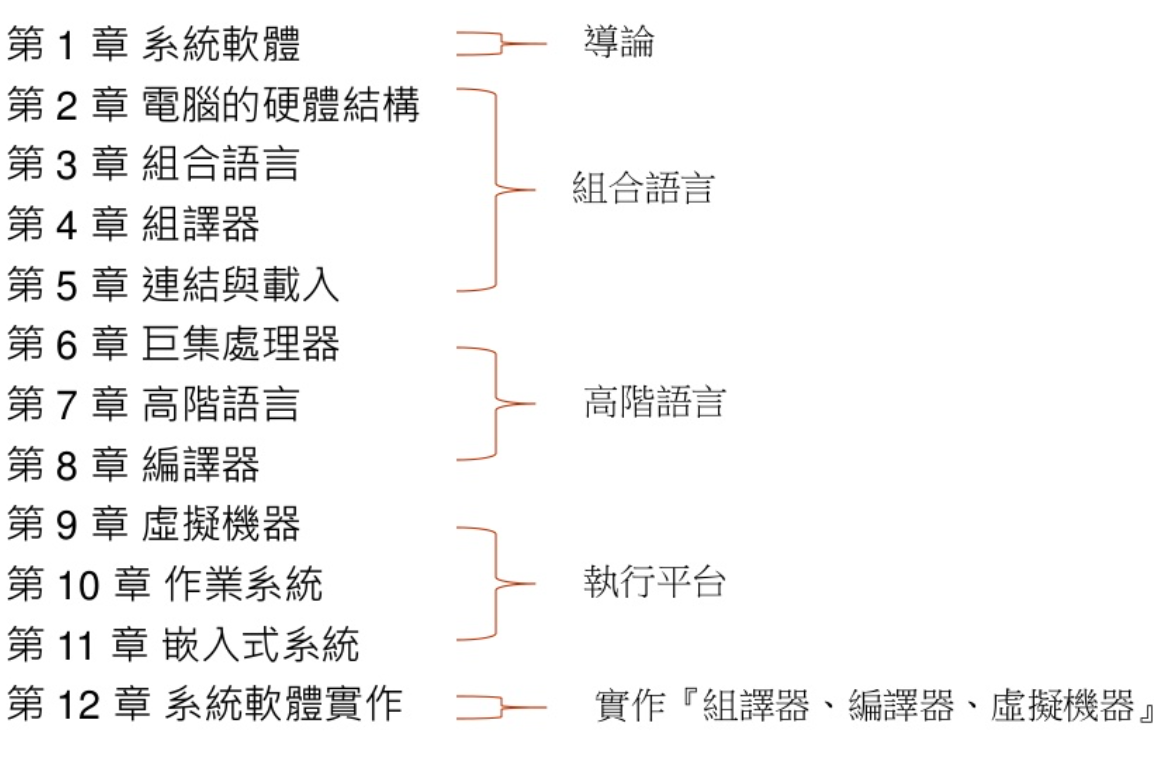 第 1 章 系統軟體
導論
第 2 章 電腦的硬體結構
第 3 章 組合語言
第 4 章 組譯器
第 5 章 連結與載入
組合語言
第 6 章 巨集處理器
第 7 章 高階語言
第 8 章 編譯器
高階語言
第 9 章 虛擬機器
第 10 章 作業系統
第 11 章 嵌入式系統
執行平台
第 12 章 系統軟體實作
實作『組譯器、編譯器、虛擬機器』